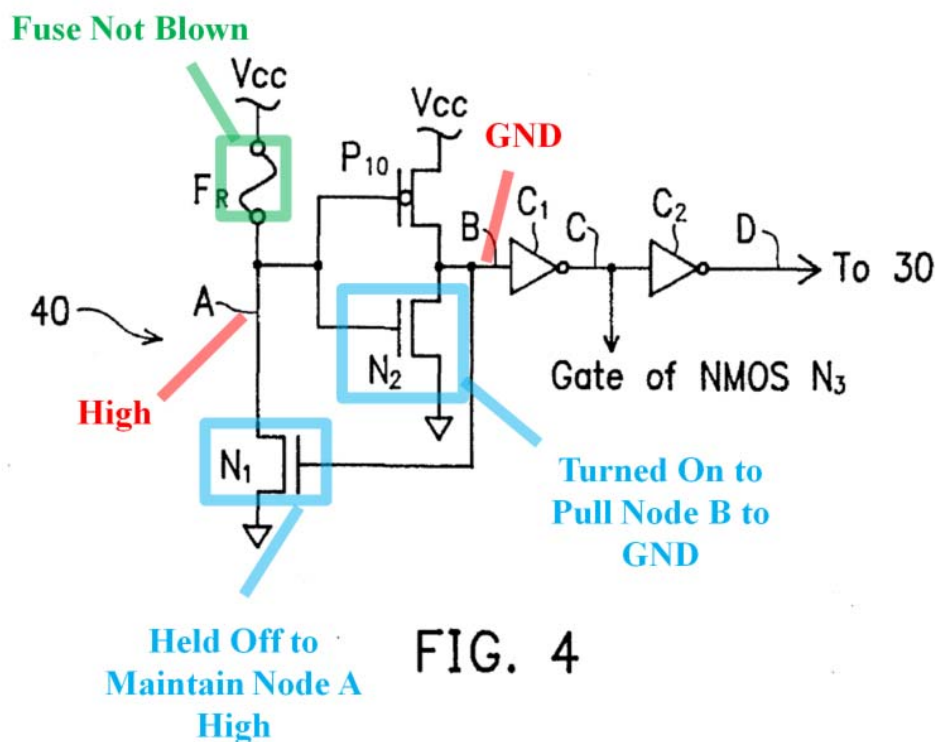 Fuse Not Blown
Vcc
Vcc
GND
P10
FR
B
C1
C
C2
D
To 30
A
40
N2
Gate of NMOS N3
High
N1
Turned On to
Pull Node B to
GND
Held Off to
Maintain Node A
High
FIG. 4